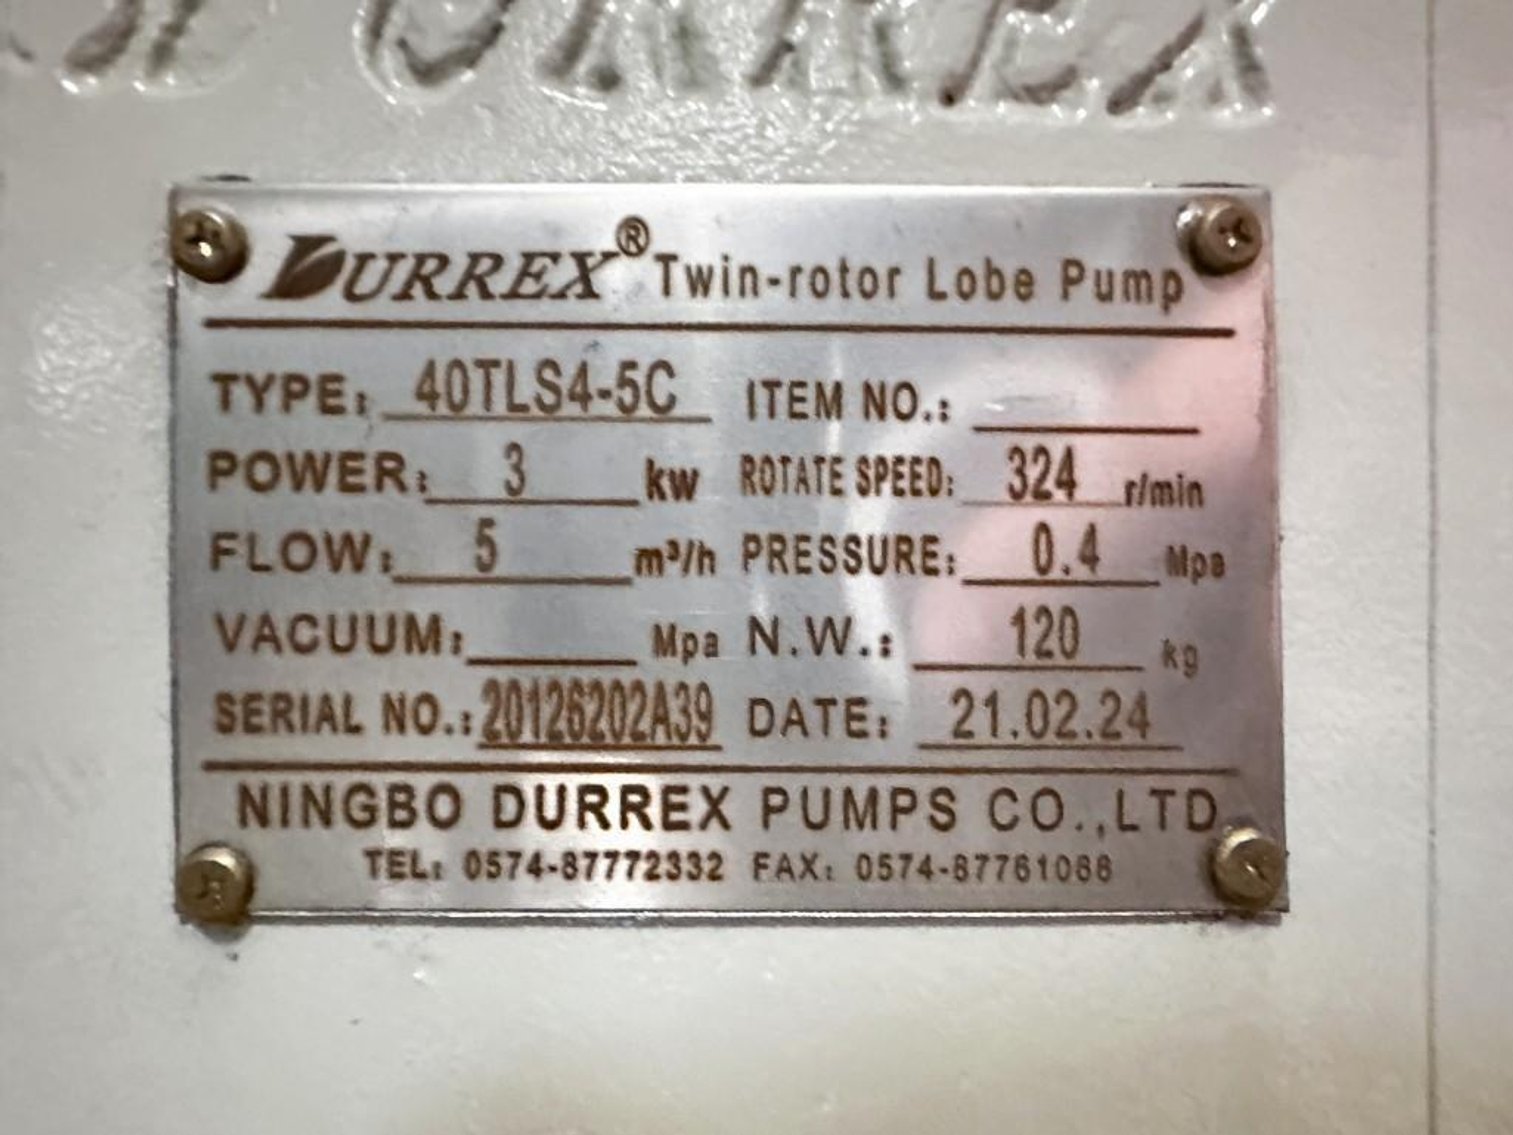 DURREX
DURREX® Twin-rotor Lobe Pump
TYPE: 40TLS4-5C ITEM NO.:
POWER: 3 kw ROTATE SPEED: 324 r/min
FLOW: 5 m³/h PRESSURE: 0.4 Mpa
VACUUM: Mpa N.W.: 120 kg
SERIAL NO.: 20126202A39 DATE: 21.02.24
NINGBO DURREX PUMPS CO.,LTD
TEL: 0574-87772332 FAX: 0574-87761088